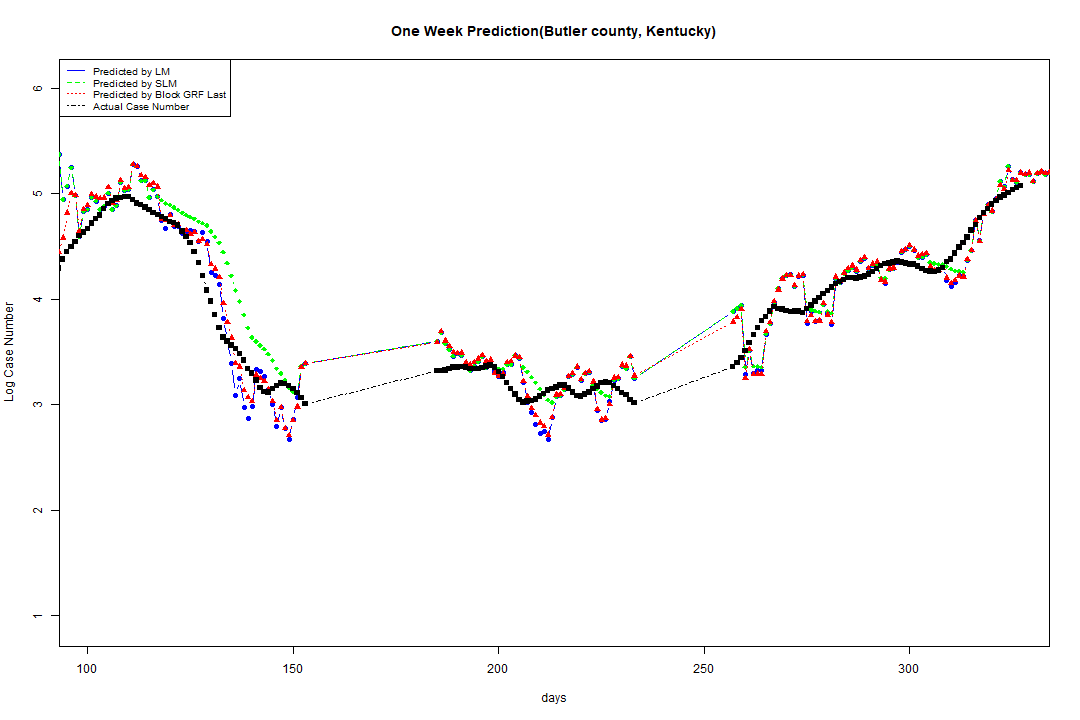 One Week Prediction(Butler county, Kentucky)
Predicted by LM
Predicted by SLM
Predicted by Block GRF Last
Actual Case Number
6
5
4
3
2
1
Log Case Number
100 150 200 250 300
days